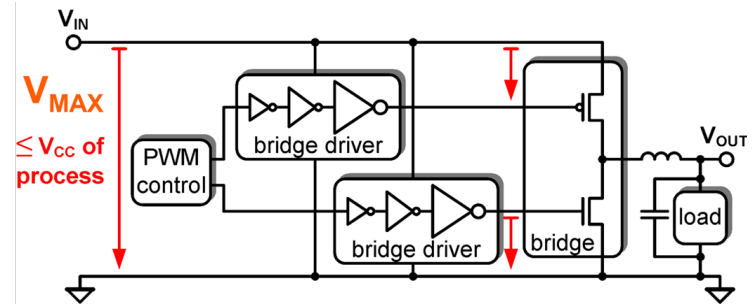 V_IN
V_MAX
≤ V_CC of
process
PWM
control
bridge driver
bridge driver
bridge
V_OUT
load